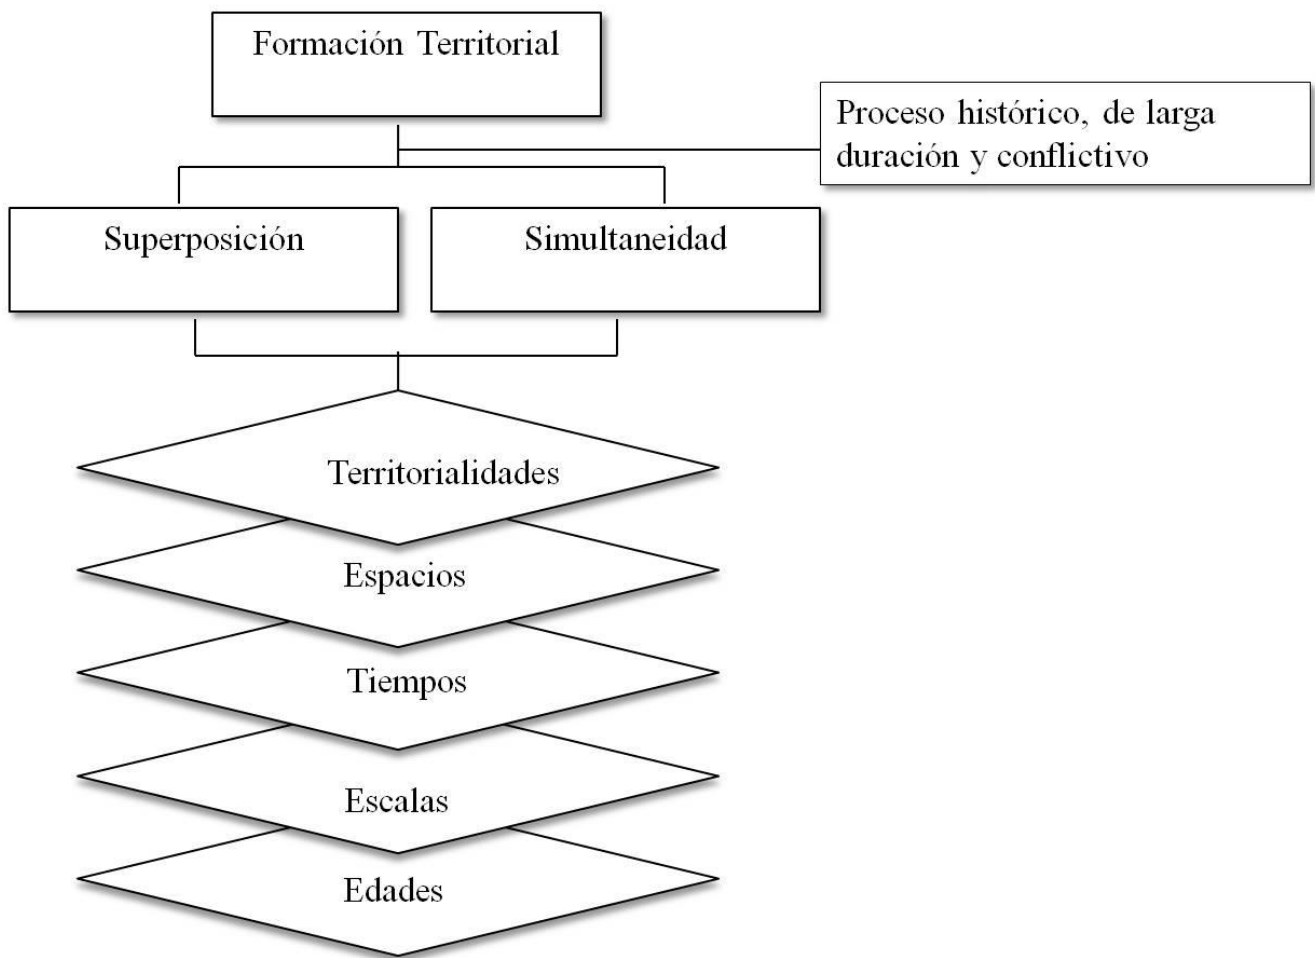 Formación Territorial
Proceso histórico, de larga
duración y conflictivo
Superposición
Simultaneidad
Territorialidades
Espacios
Tiempos
Escalas
Edades